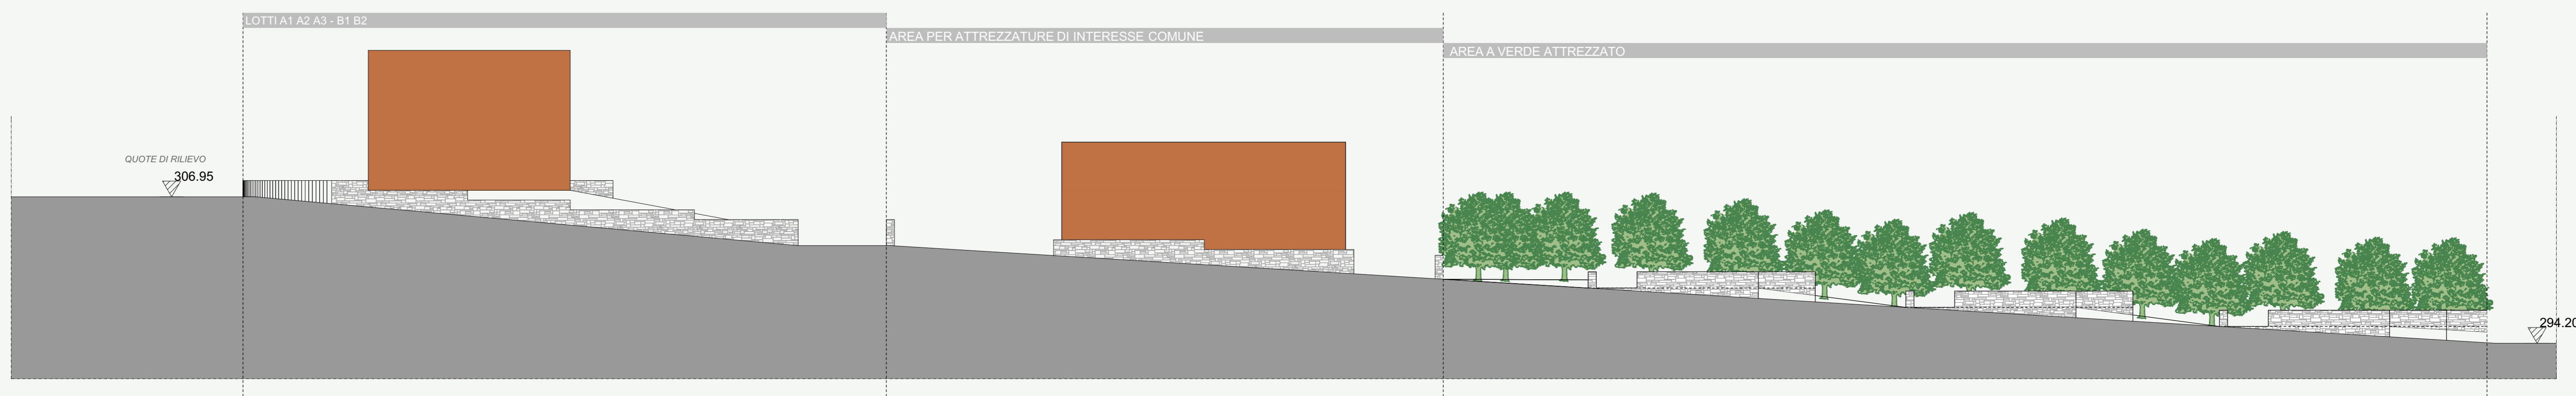 LOTTI A1 A2 A3 - B1 B2
AREA PER ATTREZZATURE DI INTERESSE COMUNE
AREA A VERDE ATTREZZATO
QUOTE DI RILIEVO
306.95
294.20